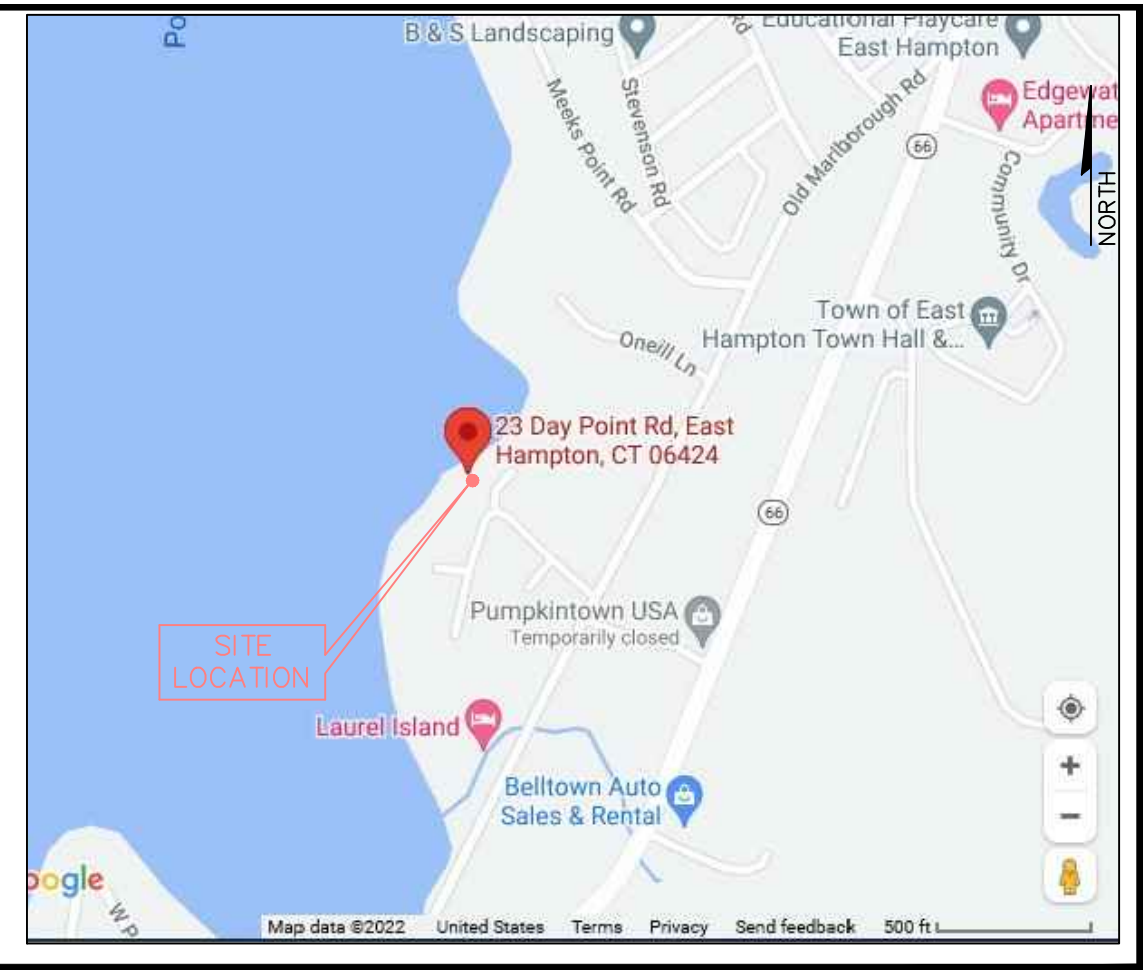 Po
B & S Landscaping
Rd
Educational Playcare
East Hampton
Edgewat
Apartme
Meeks Point Rd
Stevenson Rd
Old Marlborough Rd
66
Community Dr
NORTH
Town of East
Hampton Town Hall &...
Oneill Ln
23 Day Point Rd, East
Hampton, CT 06424
66
Pumpkintown USA
Temporarily closed
SITE
LOCATION
Laurel Island
Belltown Auto
Sales & Rental
oogle
W P
Map data ©2022 United States Terms Privacy Send feedback 500 ft